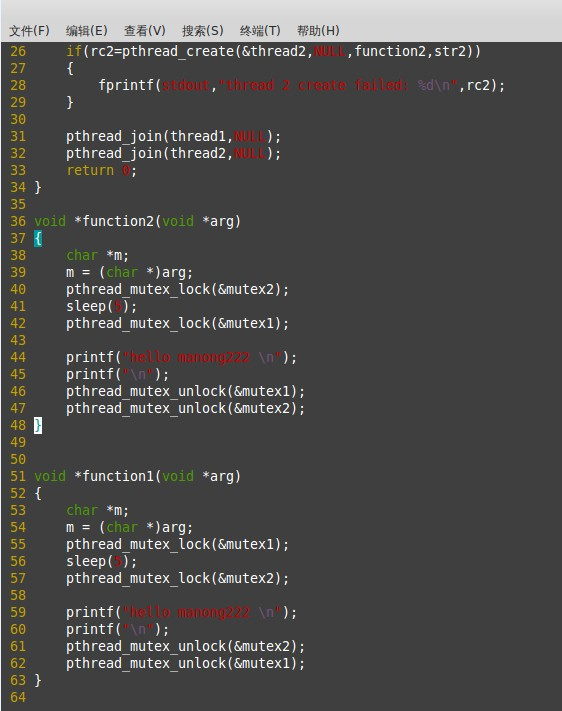 文件(F) 编辑(E) 查看(V) 搜索(S) 终端(T) 帮助(H)
26     if(rc2=pthread_create(&thread2,NULL,function2,str2))
27     {
28         fprintf(stdout,"thread 2 create failed: %d\n",rc2);
29     }
30
31     pthread_join(thread1,NULL);
32     pthread_join(thread2,NULL);
33     return 0;
34 }
35
36 void *function2(void *arg)
37 {
38     char *m;
39     m = (char *)arg;
40     pthread_mutex_lock(&mutex2);
41     sleep(5);
42     pthread_mutex_lock(&mutex1);
43
44     printf("hello manong222 \n");
45     printf("\n");
46     pthread_mutex_unlock(&mutex1);
47     pthread_mutex_unlock(&mutex2);
48 }
49
50
51 void *function1(void *arg)
52 {
53     char *m;
54     m = (char *)arg;
55     pthread_mutex_lock(&mutex1);
56     sleep(5);
57     pthread_mutex_lock(&mutex2);
58
59     printf("hello manong222 \n");
60     printf("\n");
61     pthread_mutex_unlock(&mutex2);
62     pthread_mutex_unlock(&mutex1);
63 }
64